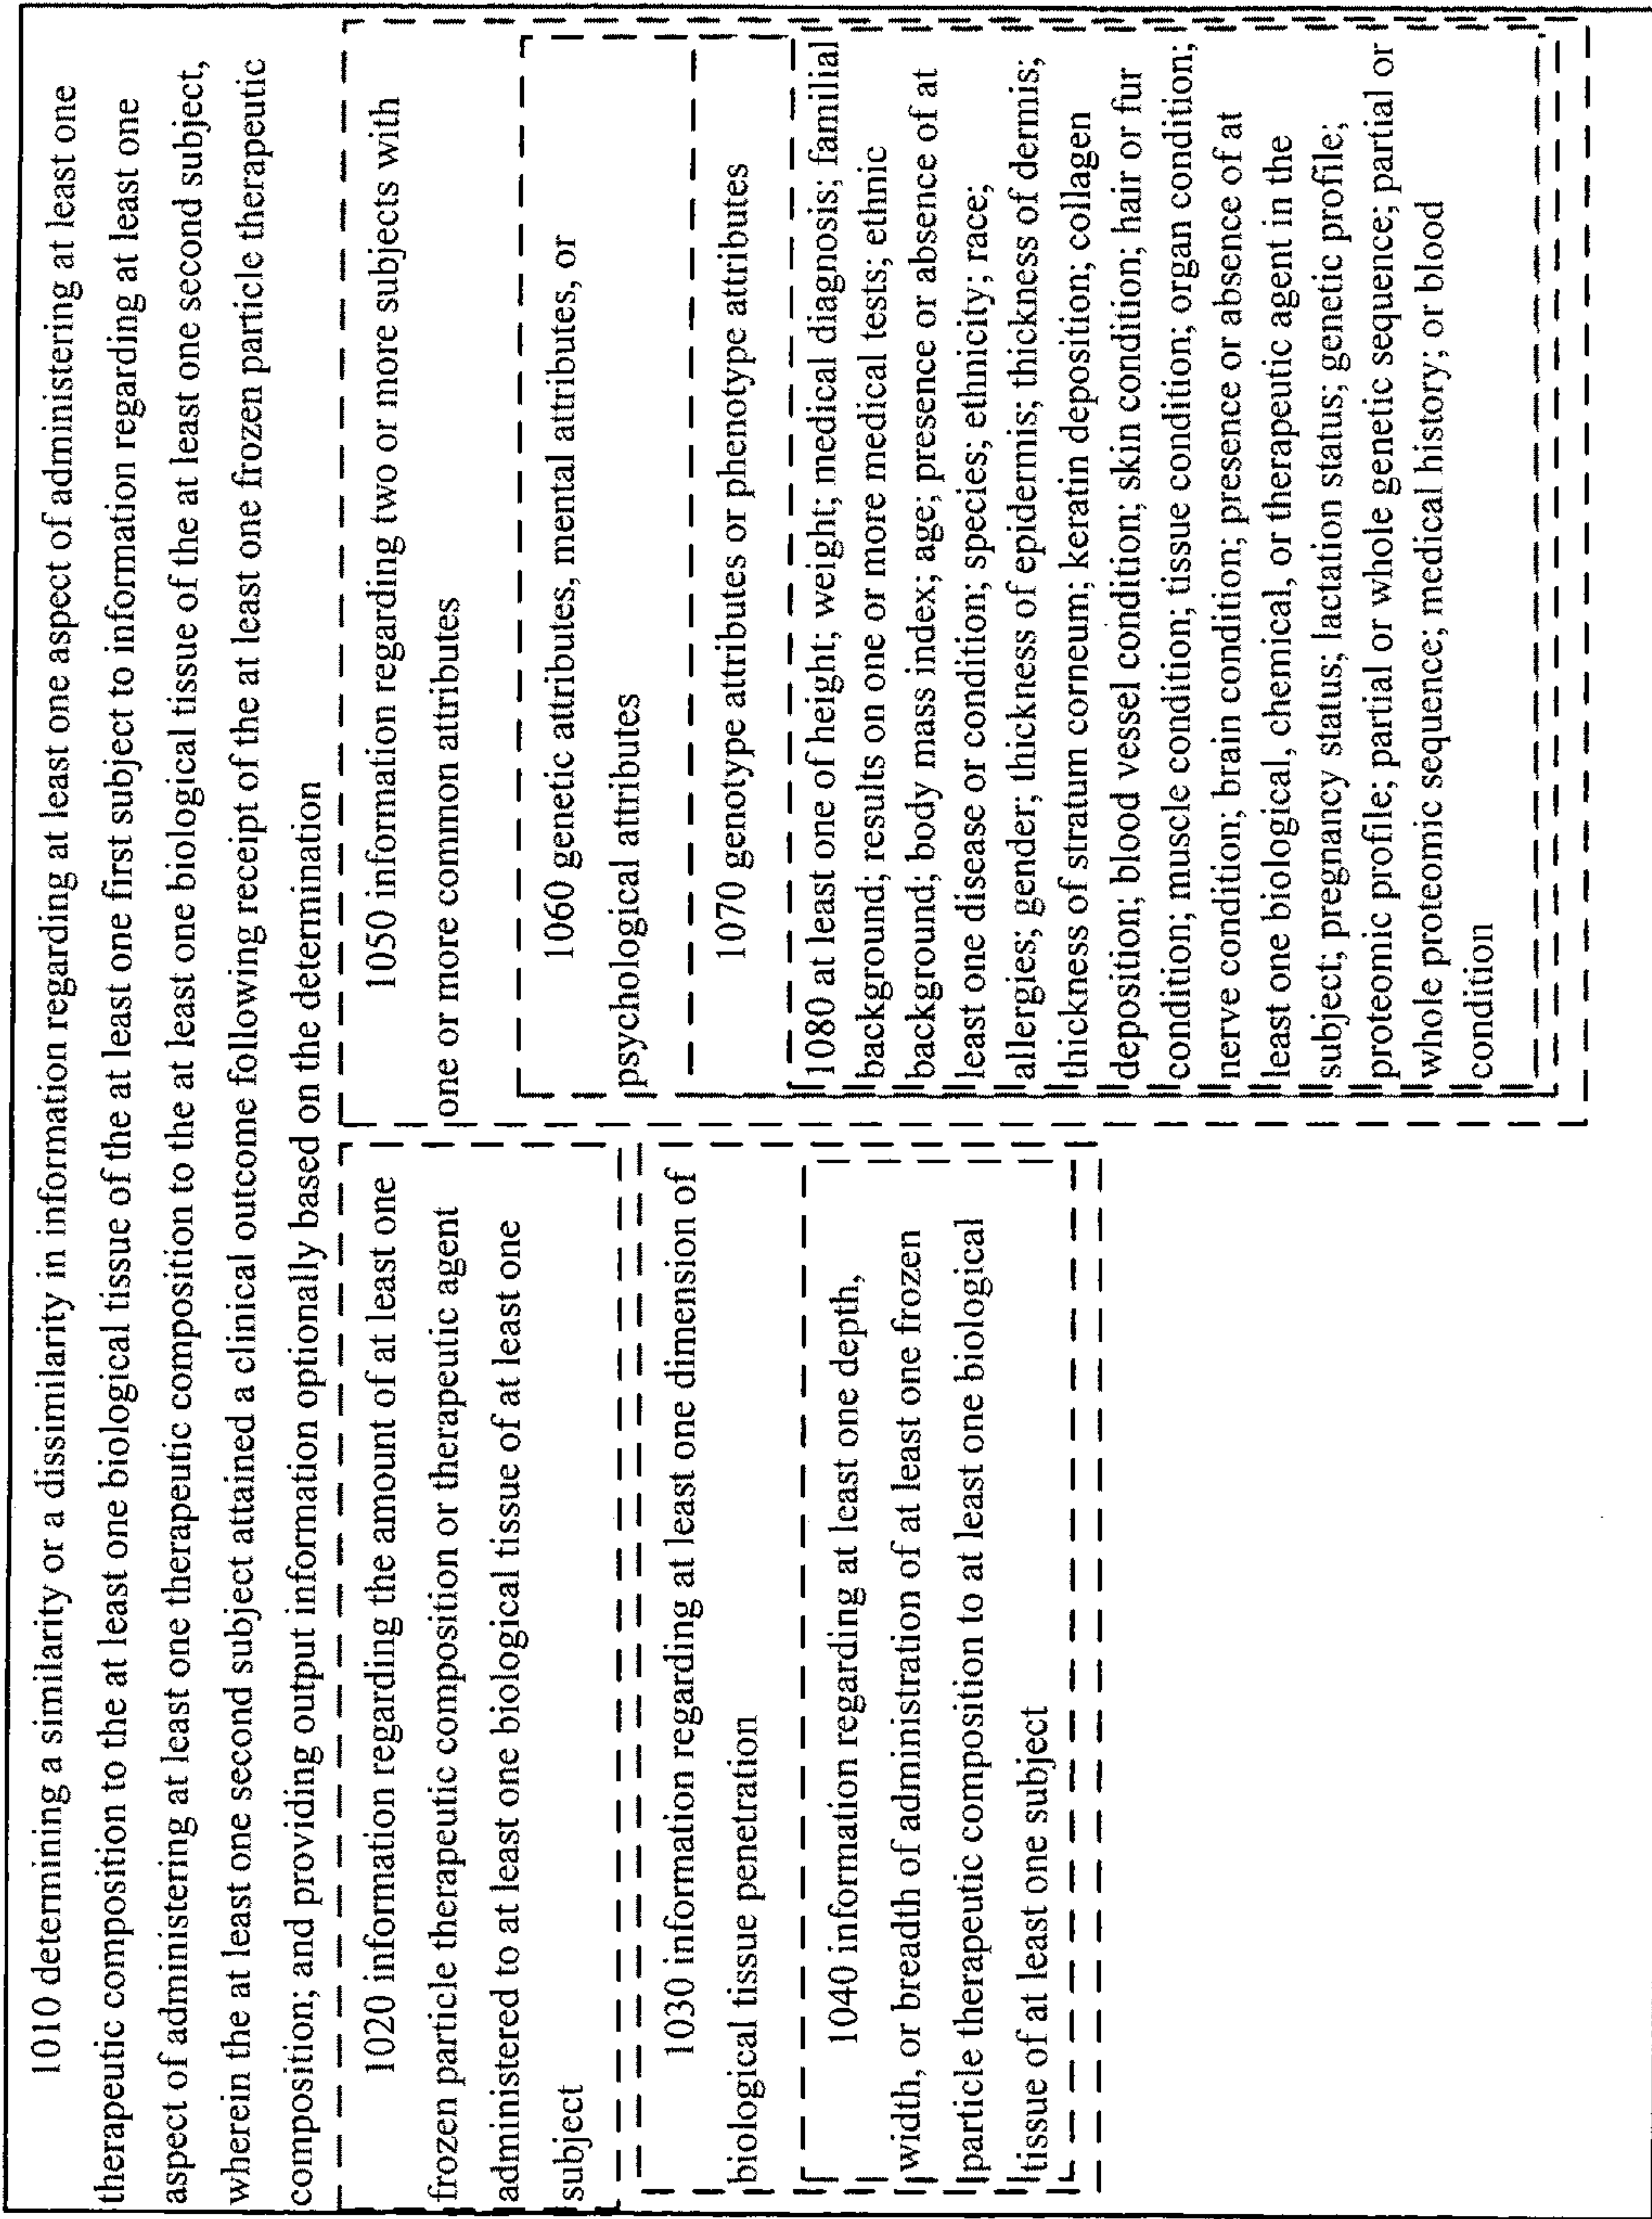 1010 determining a similarity or a dissimilarity in information regarding at least one aspect of administering at least one
therapeutic composition to the at least one biological tissue of the at least one first subject to information regarding at least one
aspect of administering at least one therapeutic composition to the at least one biological tissue of the at least one second subject,
wherein the at least one second subject attained a clinical outcome following receipt of the at least one frozen particle therapeutic
composition; and providing output information optionally based on the determination
1020 information regarding the amount of at least one
frozen particle therapeutic composition or therapeutic agent
administered to at least one biological tissue of at least one
subject
1030 information regarding at least one dimension of
biological tissue penetration
1040 information regarding at least one depth,
width, or breadth of administration of at least one frozen
particle therapeutic composition to at least one biological
tissue of at least one subject
1050 information regarding two or more subjects with
one or more common attributes
1060 genetic attributes, mental attributes, or
psychological attributes
1070 genotype attributes or phenotype attributes
1080 at least one of height; weight; medical diagnosis; familial
background; results on one or more medical tests; ethnic
background; body mass index; age; presence or absence of at
least one disease or condition; species; ethnicity; race;
allergies; gender; thickness of epidermis; thickness of dermis;
thickness of stratum corneum; keratin deposition; collagen
deposition; blood vessel condition; skin condition; hair or fur
condition; muscle condition; tissue condition; organ condition;
nerve condition; brain condition; presence or absence of at
least one biological, chemical, or therapeutic agent in the
subject; pregnancy status; lactation status; genetic profile;
proteomic profile; partial or whole genetic sequence; partial or
whole proteomic sequence; medical history; or blood
condition